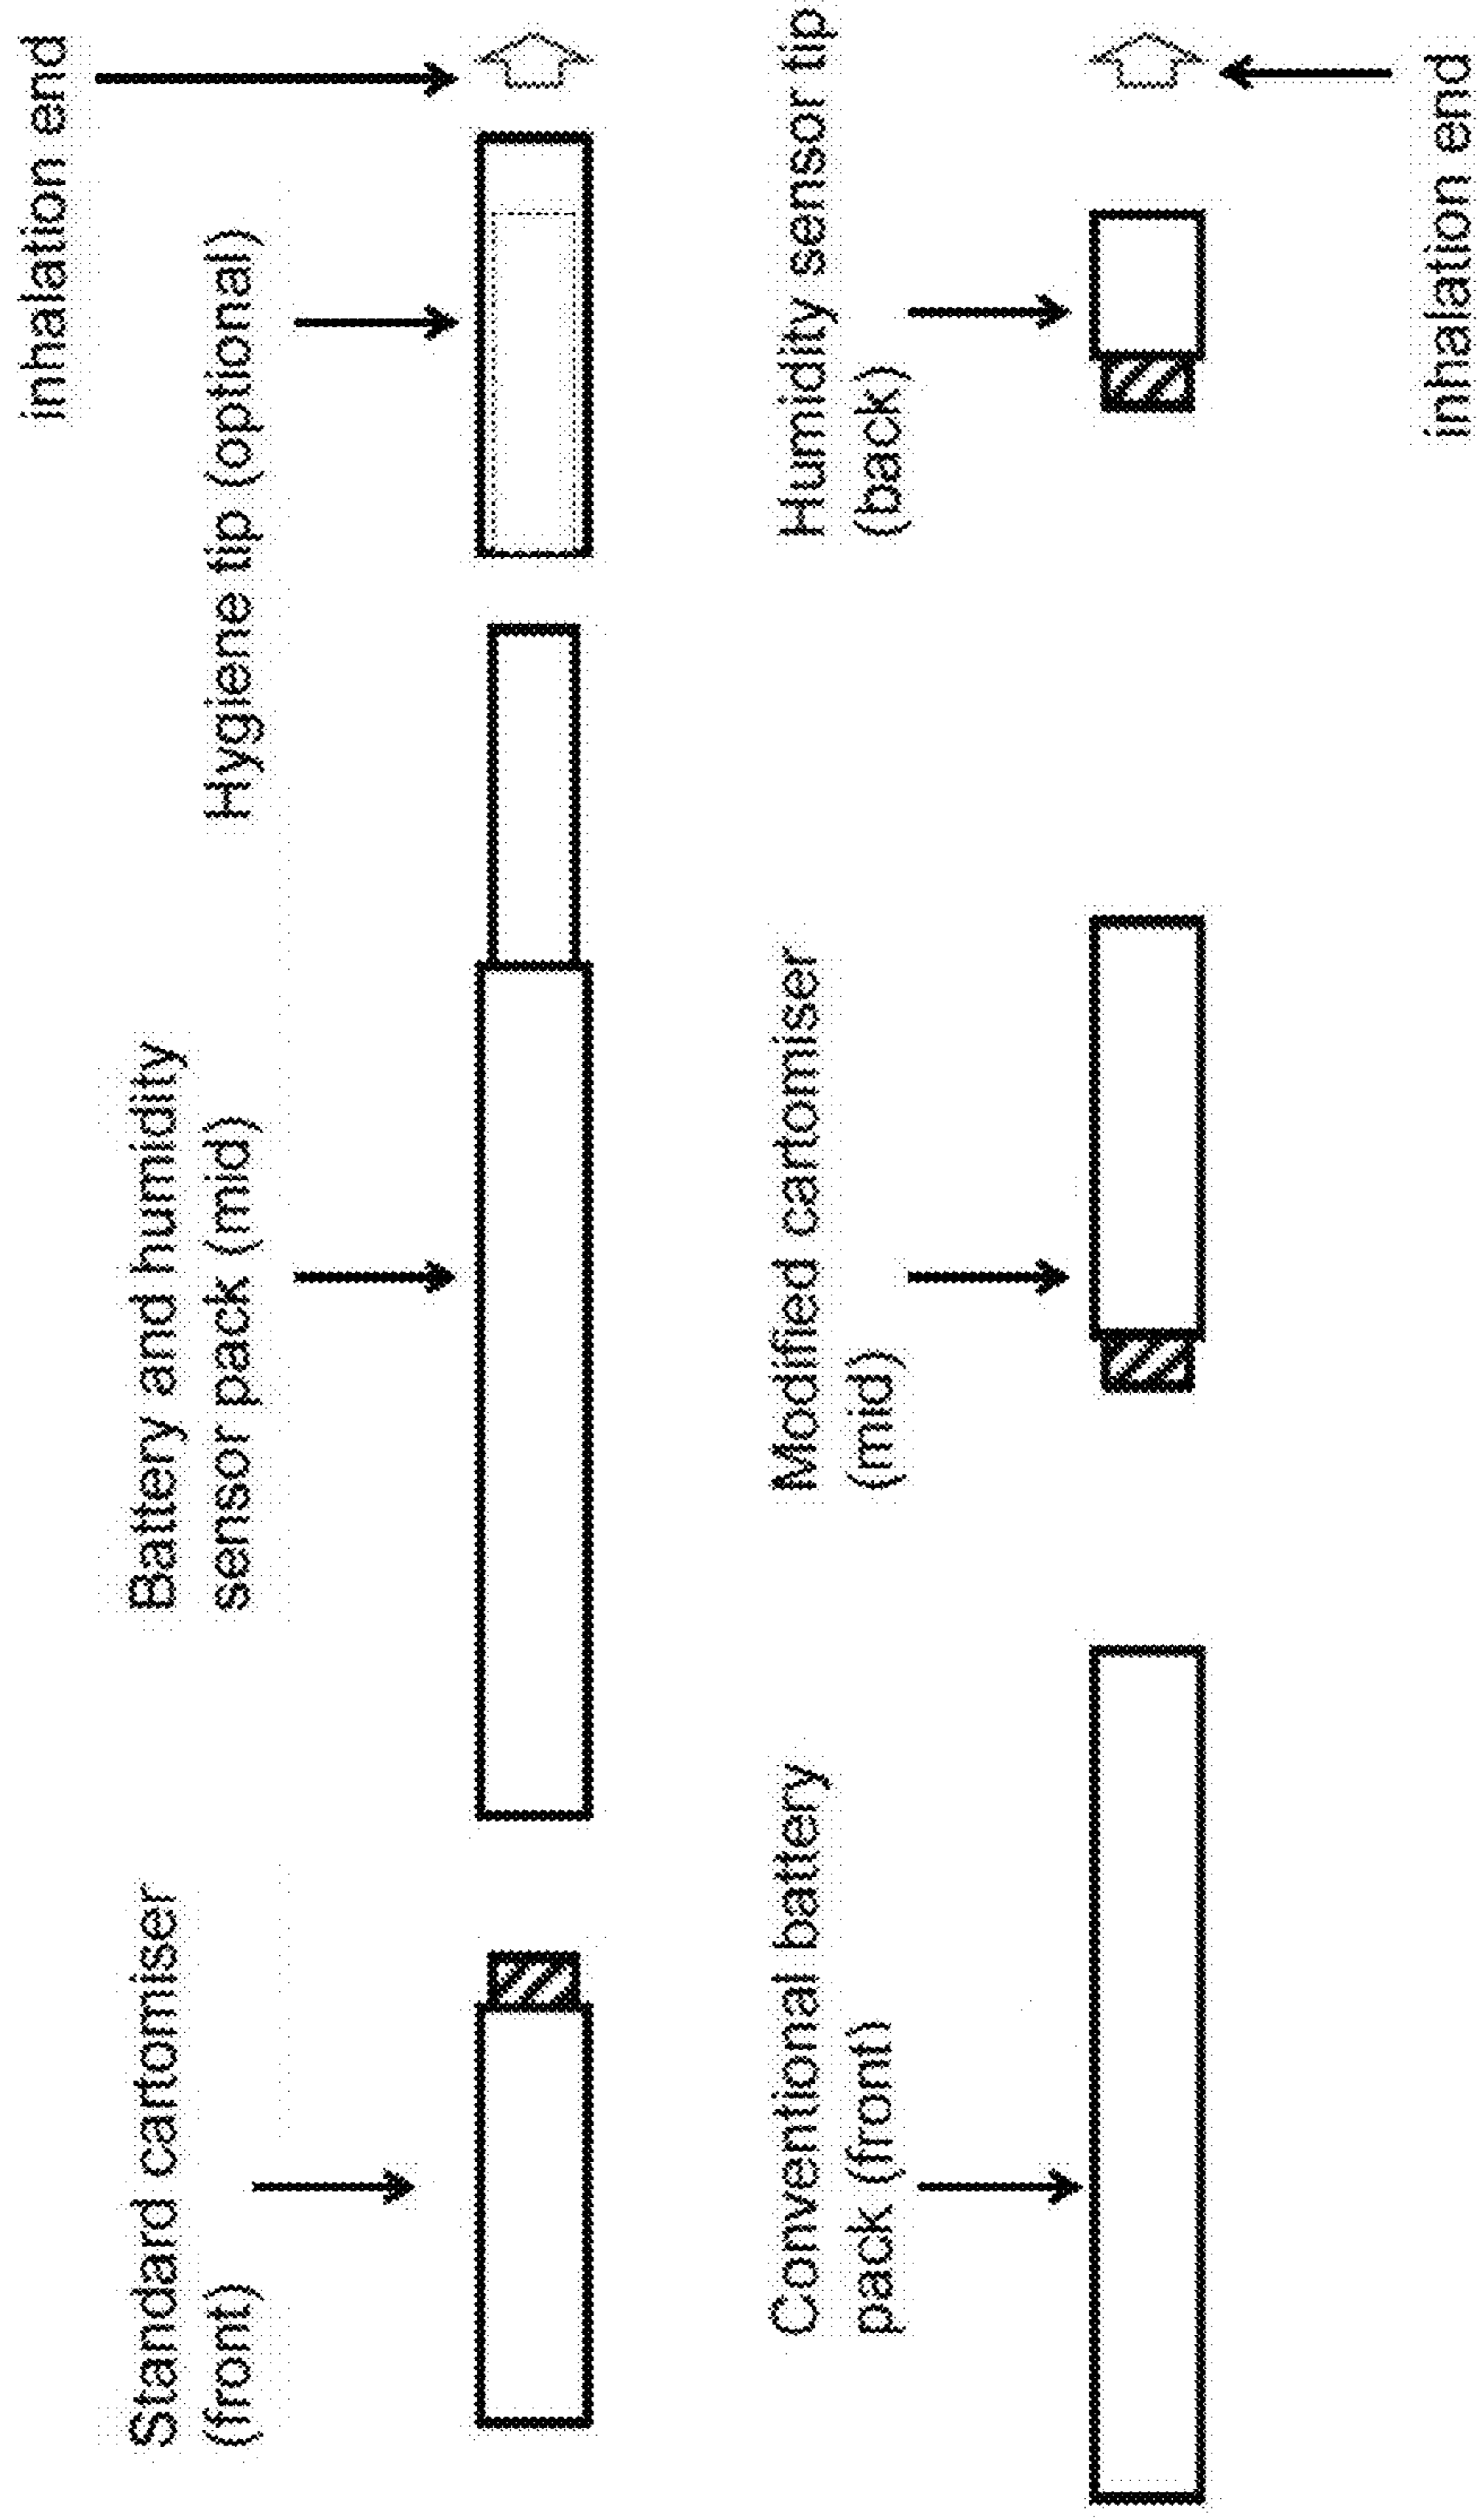 Standard cartomiser
(front)
Battery and humidity
sensor pack (mid)
Hygiene tip (optional)
inhalation end
Conventional battery
pack (front)
Modified cartomiser
(mid)
Humidity sensor tip
(back)
inhalation end